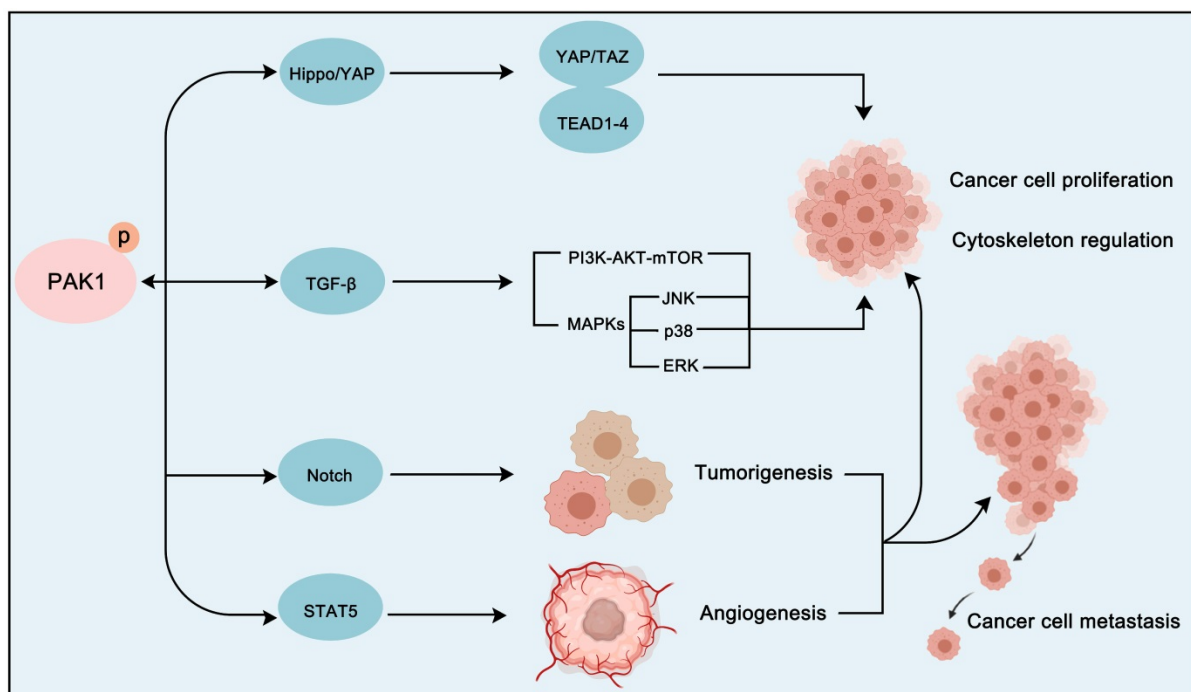 Hippo/YAP
YAP/TAZ
TEAD1-4
Cancer cell proliferation
Cytoskeleton regulation
p
PAK1
TGF-β
PI3K-AKT-mTOR
MAPKs
JNK
p38
ERK
Notch
Tumorigenesis
STAT5
Angiogenesis
Cancer cell metastasis